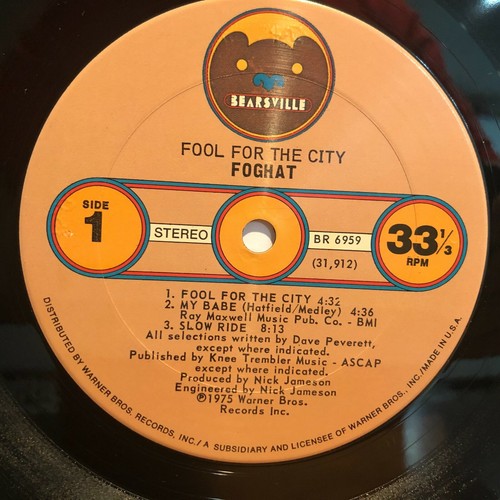 BEARSVILLE
FOOL FOR THE CITY
FOGHAT
SIDE
1
STEREO
BR 6959
(31,912)
33 1/3
RPM
1. FOOL FOR THE CITY 4:32
2. MY BABE (Hatfield/Medley) 4:36
Ray Maxwell Music Pub. Co. - BMI
3. SLOW RIDE 8:13
All selections written by Dave Peverett,
except where indicated.
Published by Knee Trembler Music - ASCAP
except where indicated.
Produced by Nick Jameson
Engineered by Nick Jameson
℗1975 Warner Bros.
Records Inc.
DISTRIBUTED BY WARNER BROS. RECORDS, INC./A SUBSIDIARY AND LICENSEE OF WARNER BROS., INC./MADE IN U.S.A.